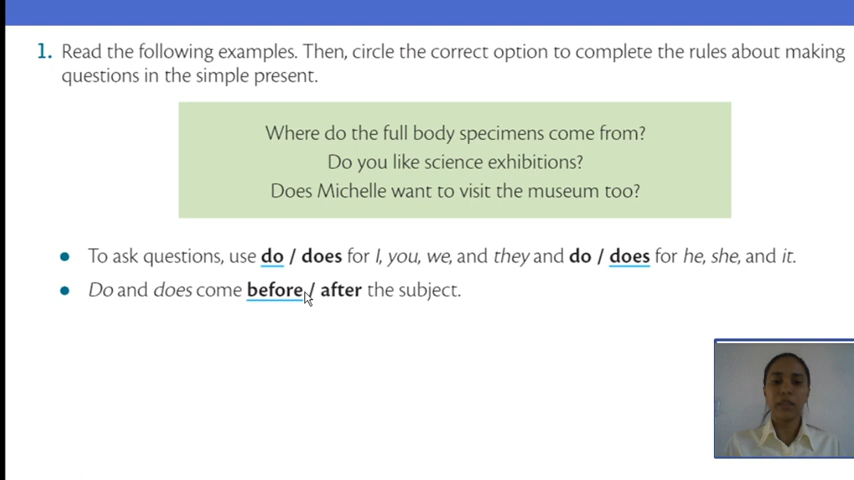 1. Read the following examples. Then, circle the correct option to complete the rules about making
questions in the simple present.
Where do the full body specimens come from?
Do you like science exhibitions?
Does Michelle want to visit the museum too?
• To ask questions, use do / does for I, you, we, and they and do / does for he, she, and it.
• Do and does come before / after the subject.